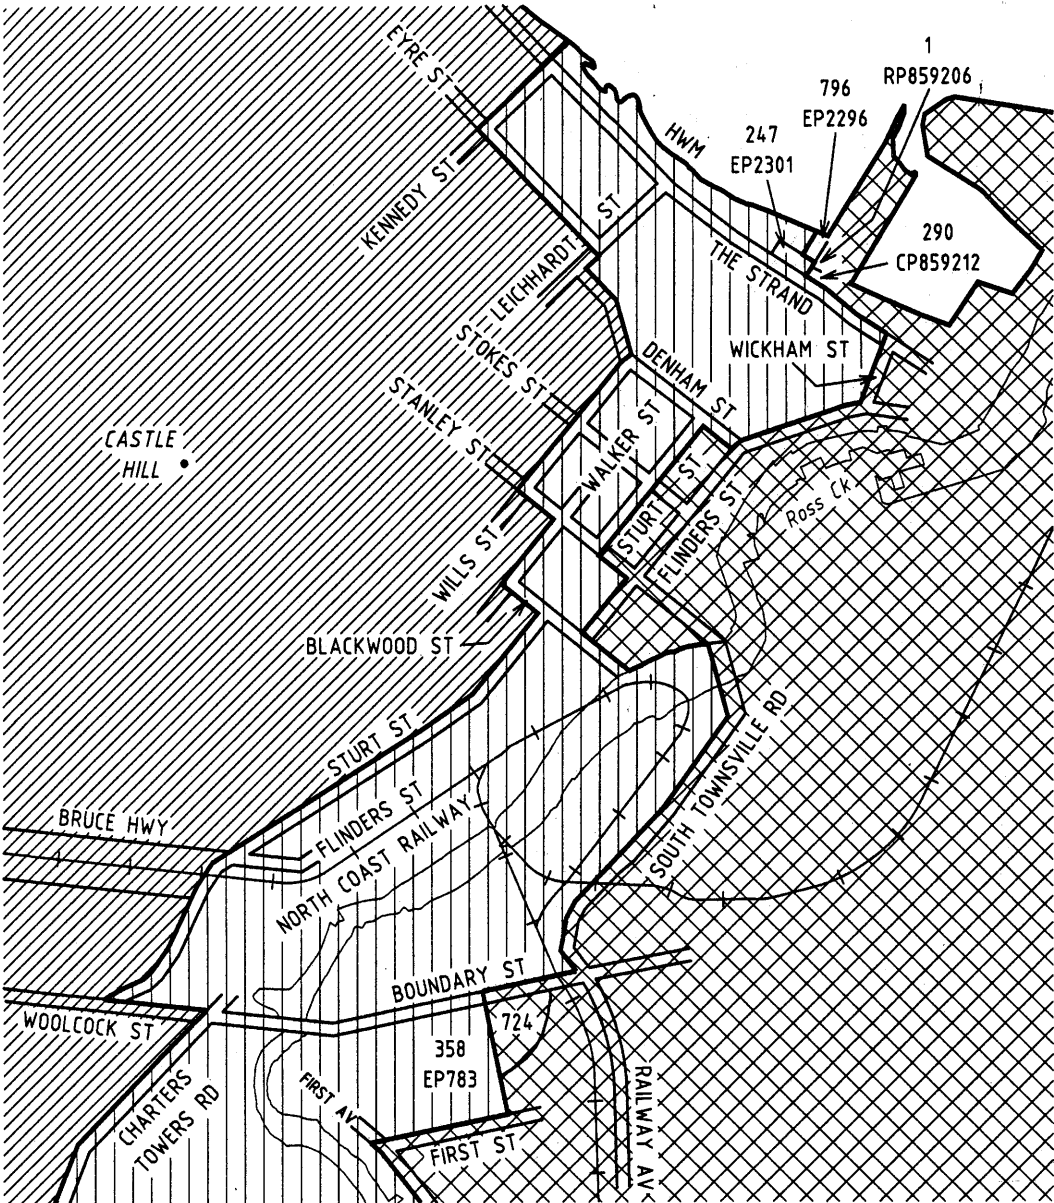 1
RP859206
796
EP2296
247
EP2301
EYRE ST
HWM
KENNEDY ST
290
CP859212
LEICHHARDT ST
THE STRAND
STOKES ST
DENHAM ST
WICKHAM ST
STANLEY ST
WALKER ST
CASTLE
HILL
STURT ST
FLINDERS ST
Ross Ck
WILLS ST
BLACKWOOD ST
STURT ST
SOUTH TOWNSVILLE RD
BRUCE HWY
FLINDERS ST
NORTH COAST RAILWAY
BOUNDARY ST
WOOLCOCK ST
724
358
EP783
CHARTERS
TOWERS RD
FIRST AV
FIRST ST
RAILWAY AV